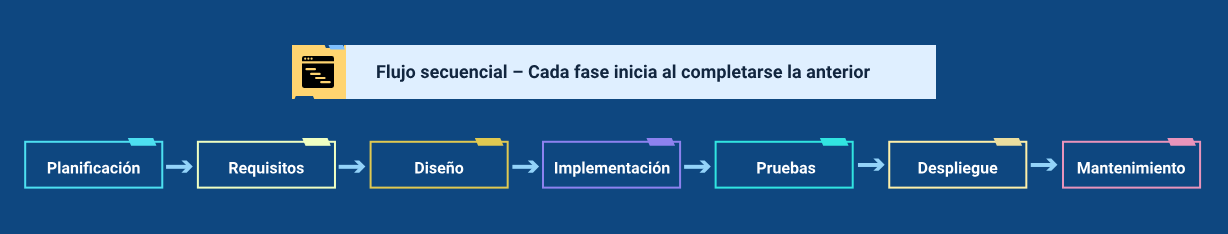 Flujo secuencial – Cada fase inicia al completarse la anterior
Planificación
Requisitos
Diseño
Implementación
Pruebas
Despliegue
Mantenimiento